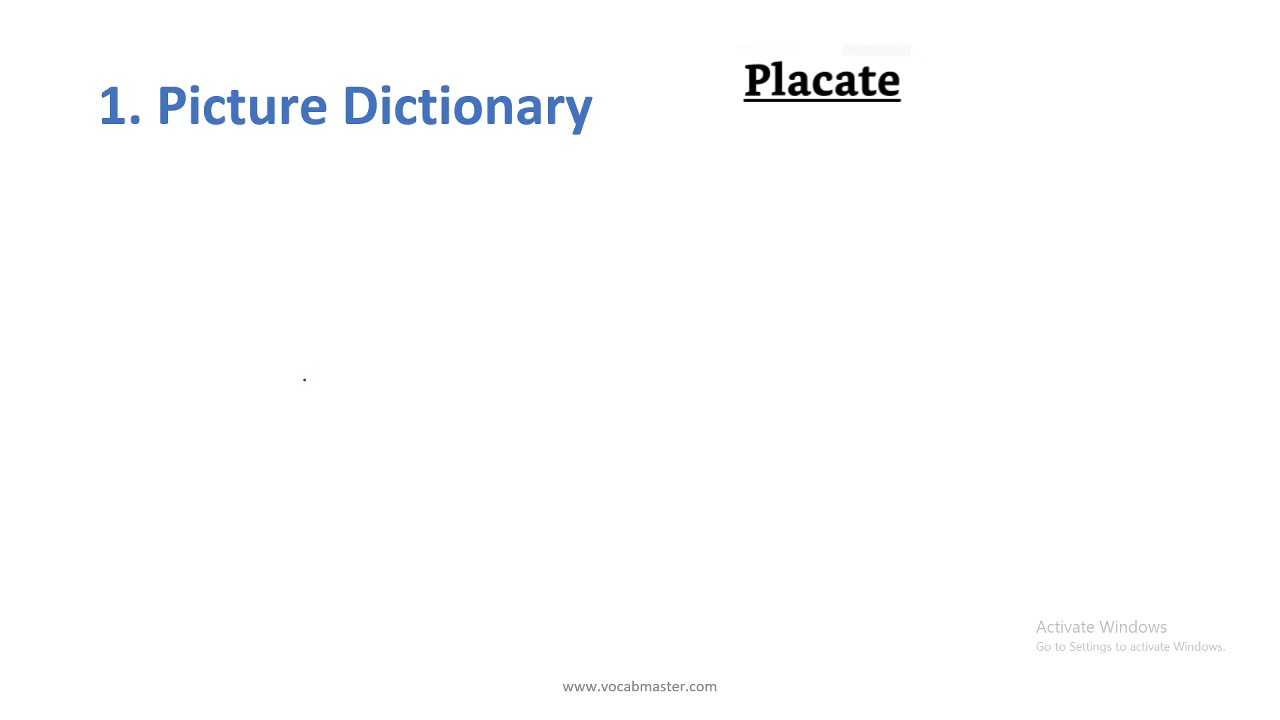 1. Picture Dictionary
Placate
Activate Windows
Go to Settings to activate Windows.
www.vocabmaster.com